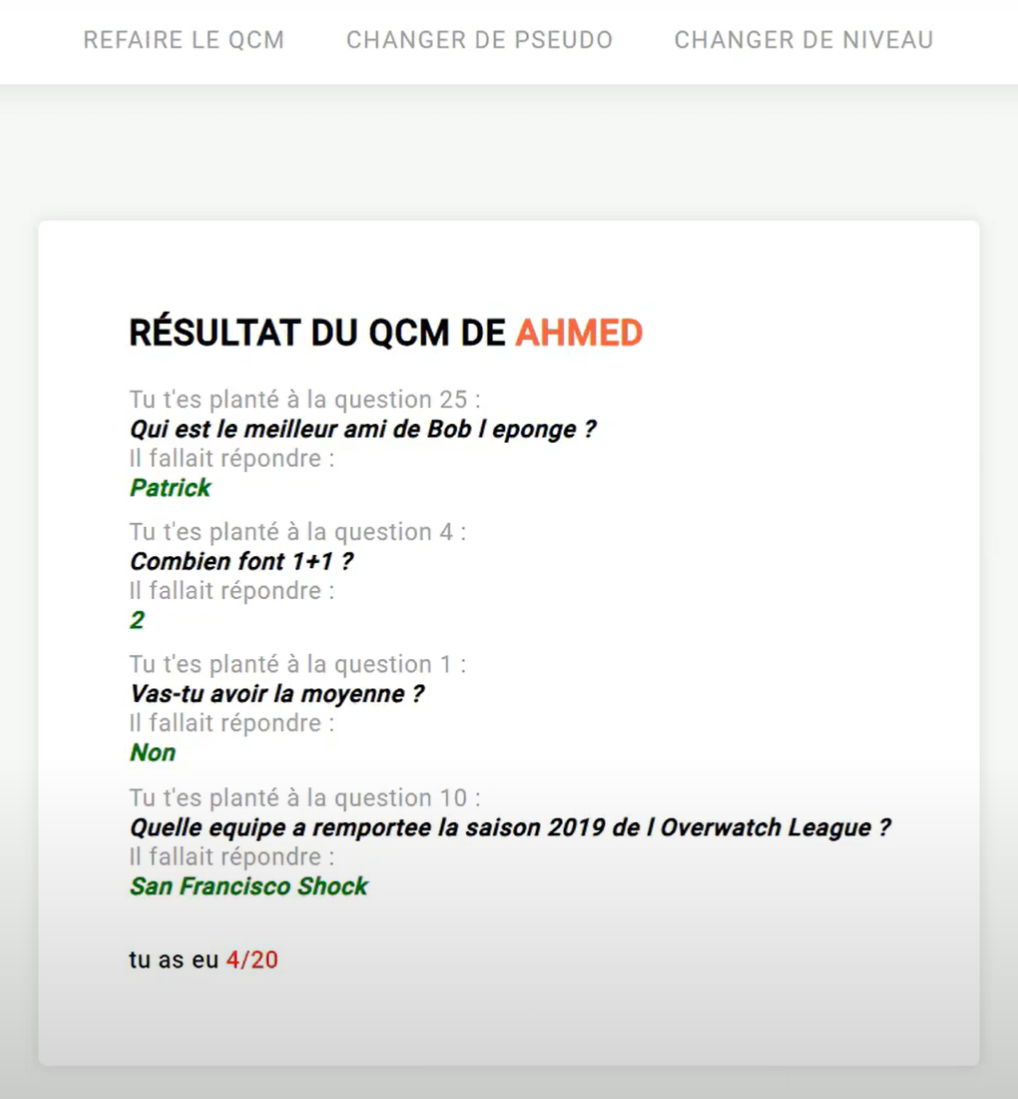 REFAIRE LE QCM CHANGER DE PSEUDO CHANGER DE NIVEAU
RÉSULTAT DU QCM DE AHMED
Tu t'es planté à la question 25 :
Qui est le meilleur ami de Bob l eponge ?
Il fallait répondre :
Patrick
Tu t'es planté à la question 4 :
Combien font 1+1 ?
Il fallait répondre :
2
Tu t'es planté à la question 1 :
Vas-tu avoir la moyenne ?
Il fallait répondre :
Non
Tu t'es planté à la question 10 :
Quelle equipe a remportee la saison 2019 de l Overwatch League ?
Il fallait répondre :
San Francisco Shock
tu as eu 4/20